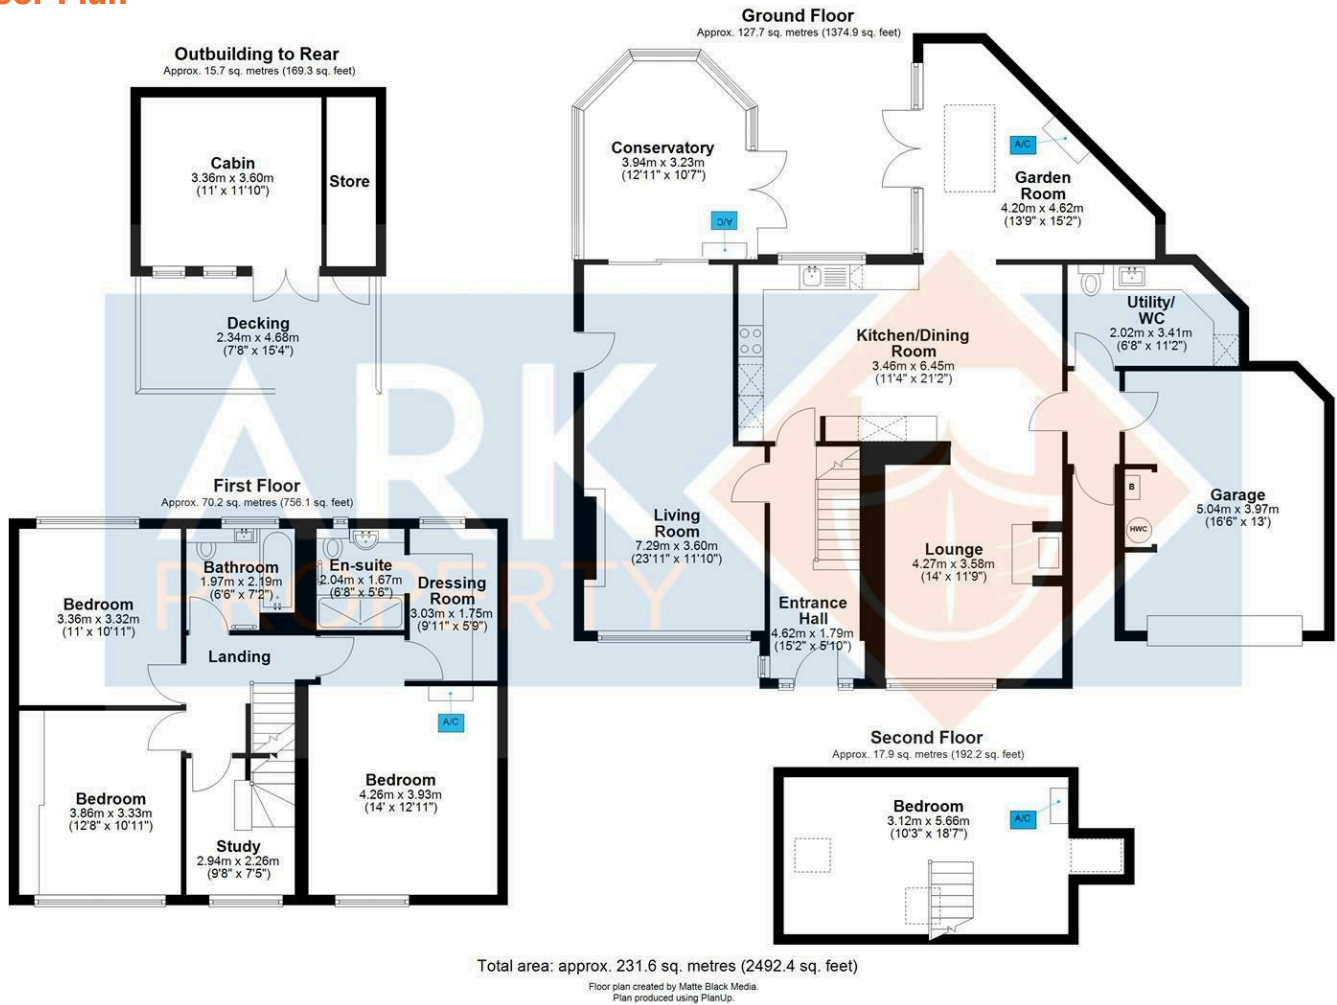 Outbuilding to Rear
Approx. 15.7 sq. metres (169.3 sq. feet)
Cabin
3.36m x 3.60m
(11' x 11'10")
Store
Decking
2.34m x 4.68m
(7'8" x 15'4")
Ground Floor
Approx. 127.7 sq. metres (1374.9 sq. feet)
Conservatory
3.94m x 3.23m
(12'11" x 10'7")
A/C
A/C
Garden
Room
4.20m x 4.62m
(13'9" x 15'2")
Utility/
WC
2.02m x 3.41m
(6'8" x 11'2")
Kitchen/Dining
Room
3.46m x 6.45m
(11'4" x 21'2")
Living
Room
7.29m x 3.60m
(23'11" x 11'10")
Lounge
4.27m x 3.58m
(14' x 11'9")
B
HWC
Garage
5.04m x 3.97m
(16'6" x 13')
Entrance
Hall
4.62m x 1.79m
(15'2" x 5'10")
First Floor
Approx. 70.2 sq. metres (756.1 sq. feet)
Bedroom
3.36m x 3.32m
(11' x 10'11")
Bathroom
1.97m x 2.19m
(6'6" x 7'2")
En-suite
2.04m x 1.67m
(6'8" x 5'6")
Dressing
Room
3.03m x 1.75m
(9'11" x 5'9")
Landing
A/C
Bedroom
3.86m x 3.33m
(12'8" x 10'11")
Study
2.94m x 2.26m
(9'8" x 7'5")
Bedroom
4.26m x 3.93m
(14' x 12'11")
Second Floor
Approx. 17.9 sq. metres (192.2 sq. feet)
Bedroom
3.12m x 5.66m
(10'3" x 18'7")
A/C
ARK
PROPERTY
Total area: approx. 231.6 sq. metres (2492.4 sq. feet)
Floor plan created by Matte Black Media.
Plan produced using PlanUp.